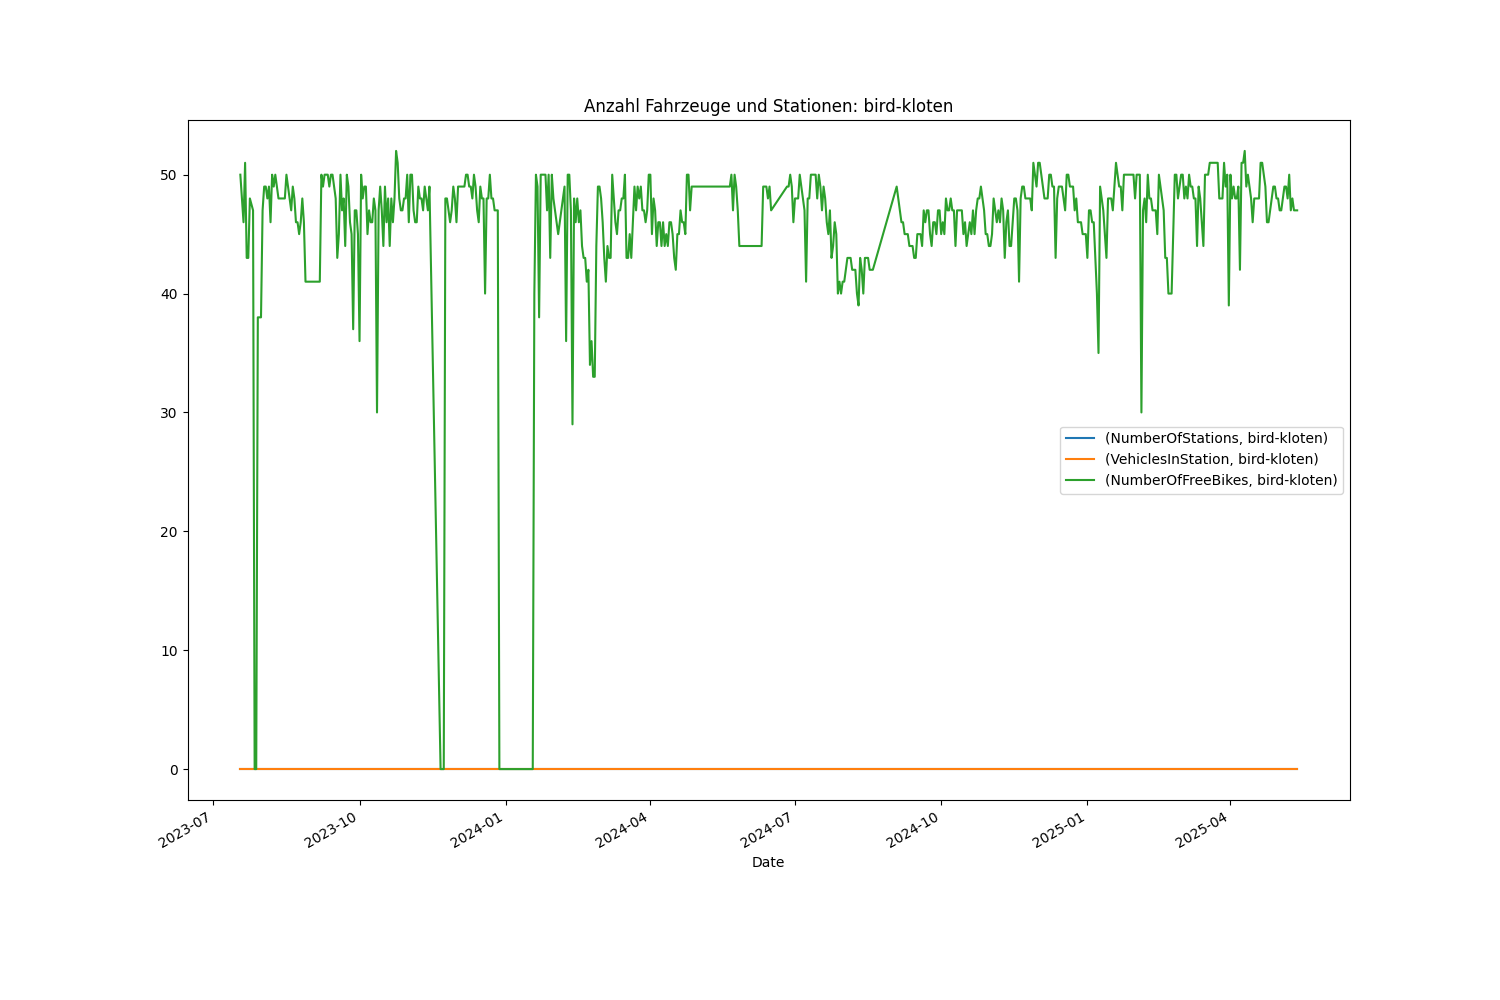 Anzahl Fahrzeuge und Stationen: bird-kloten
50
40
30
20
10
0
(NumberOfStations, bird-kloten)
(VehiclesInStation, bird-kloten)
(NumberOfFreeBikes, bird-kloten)
2023-07
2023-10
2024-01
2024-04
2024-07
2024-10
2025-01
2025-04
Date